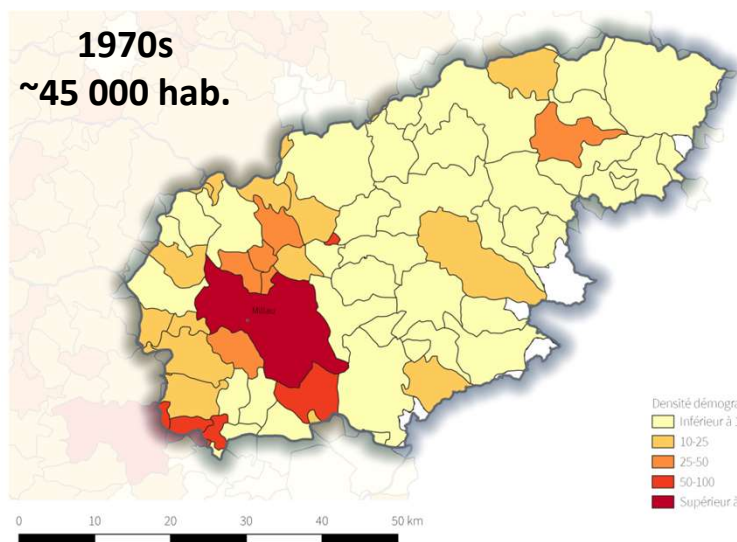 1970s
~45 000 hab.
Millau
Densité démogra
Inférieur à 1
10-25
25-50
50-100
Supérieur à
0 10 20 30 40 50 km